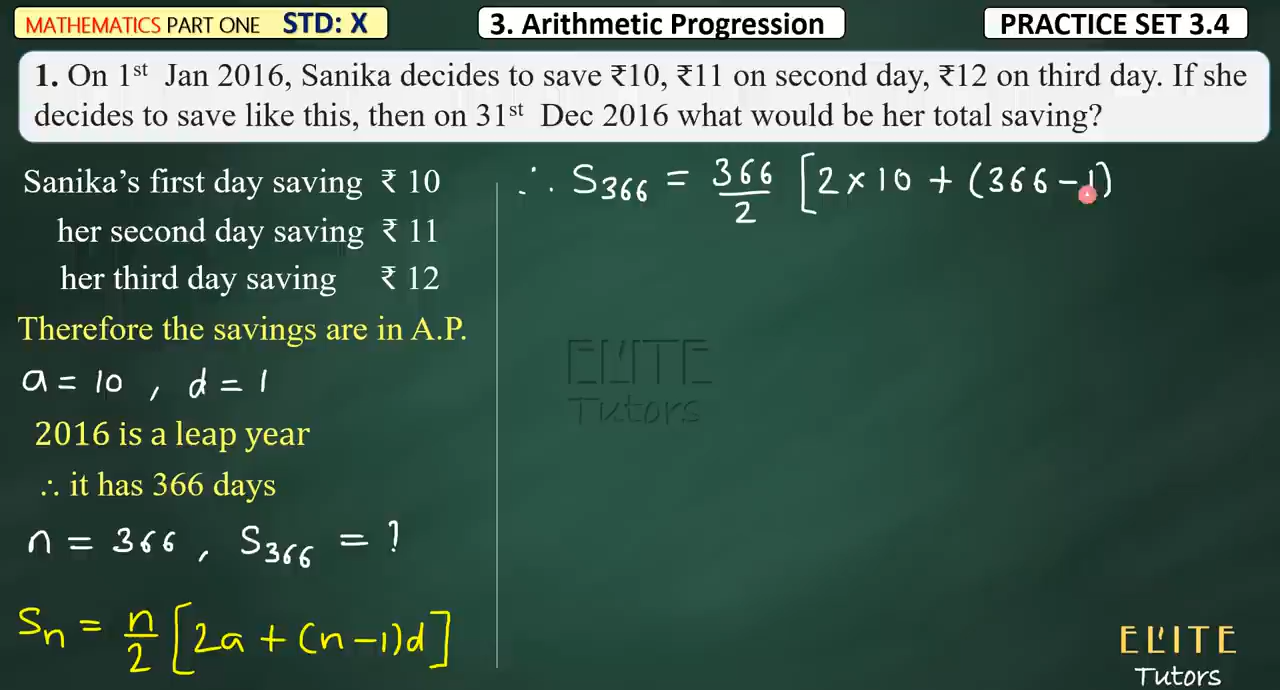 MATHEMATICS PART ONE STD: X
3. Arithmetic Progression
PRACTICE SET 3.4
1. On 1st Jan 2016, Sanika decides to save ₹10, ₹11 on second day, ₹12 on third day. If she
decides to save like this, then on 31st Dec 2016 what would be her total saving?
Sanika's first day saving ₹ 10
her second day saving ₹ 11
her third day saving ₹ 12
Therefore the savings are in A.P.
a = 10 , d = 1
2016 is a leap year
∴ it has 366 days
n = 366 , S366 = ?
Sn = n/2 [2a + (n-1)d]
∴ S366 = 366/2 [2 × 10 + (366 - 1)
ELITE
Tutors
ELITE
Tutors